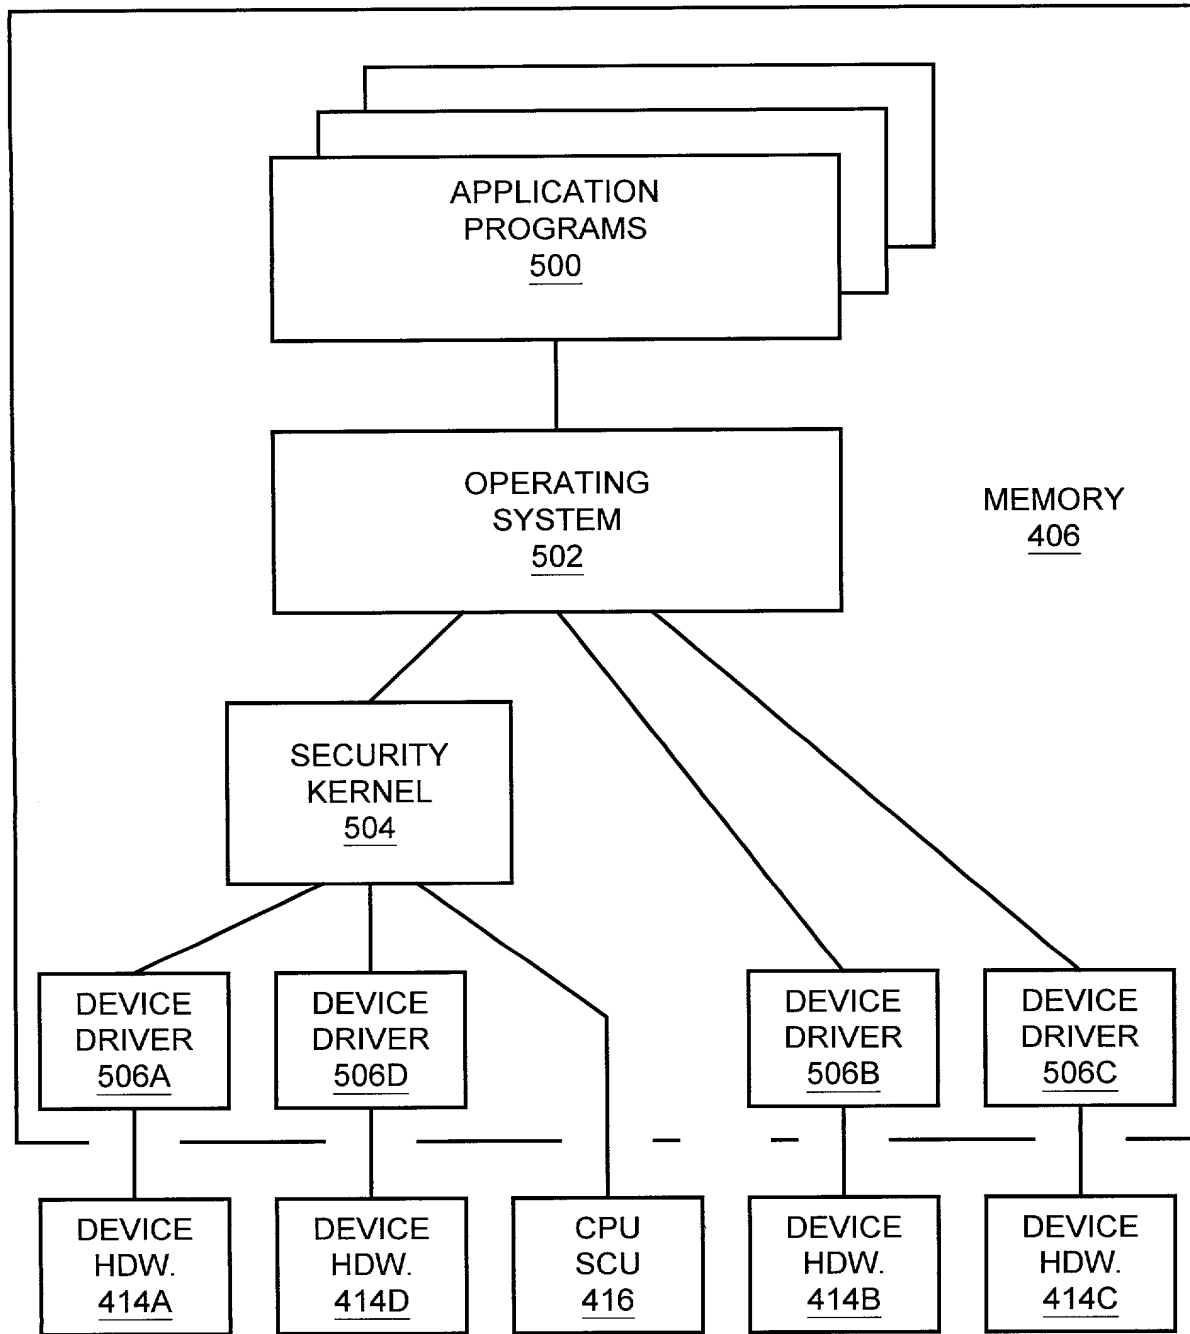 APPLICATION
PROGRAMS
500
OPERATING
SYSTEM
502
MEMORY
406
SECURITY
KERNEL
504
DEVICE
DRIVER
506A
DEVICE
DRIVER
506D
DEVICE
DRIVER
506B
DEVICE
DRIVER
506C
DEVICE
HDW.
414A
DEVICE
HDW.
414D
CPU
SCU
416
DEVICE
HDW.
414B
DEVICE
HDW.
414C